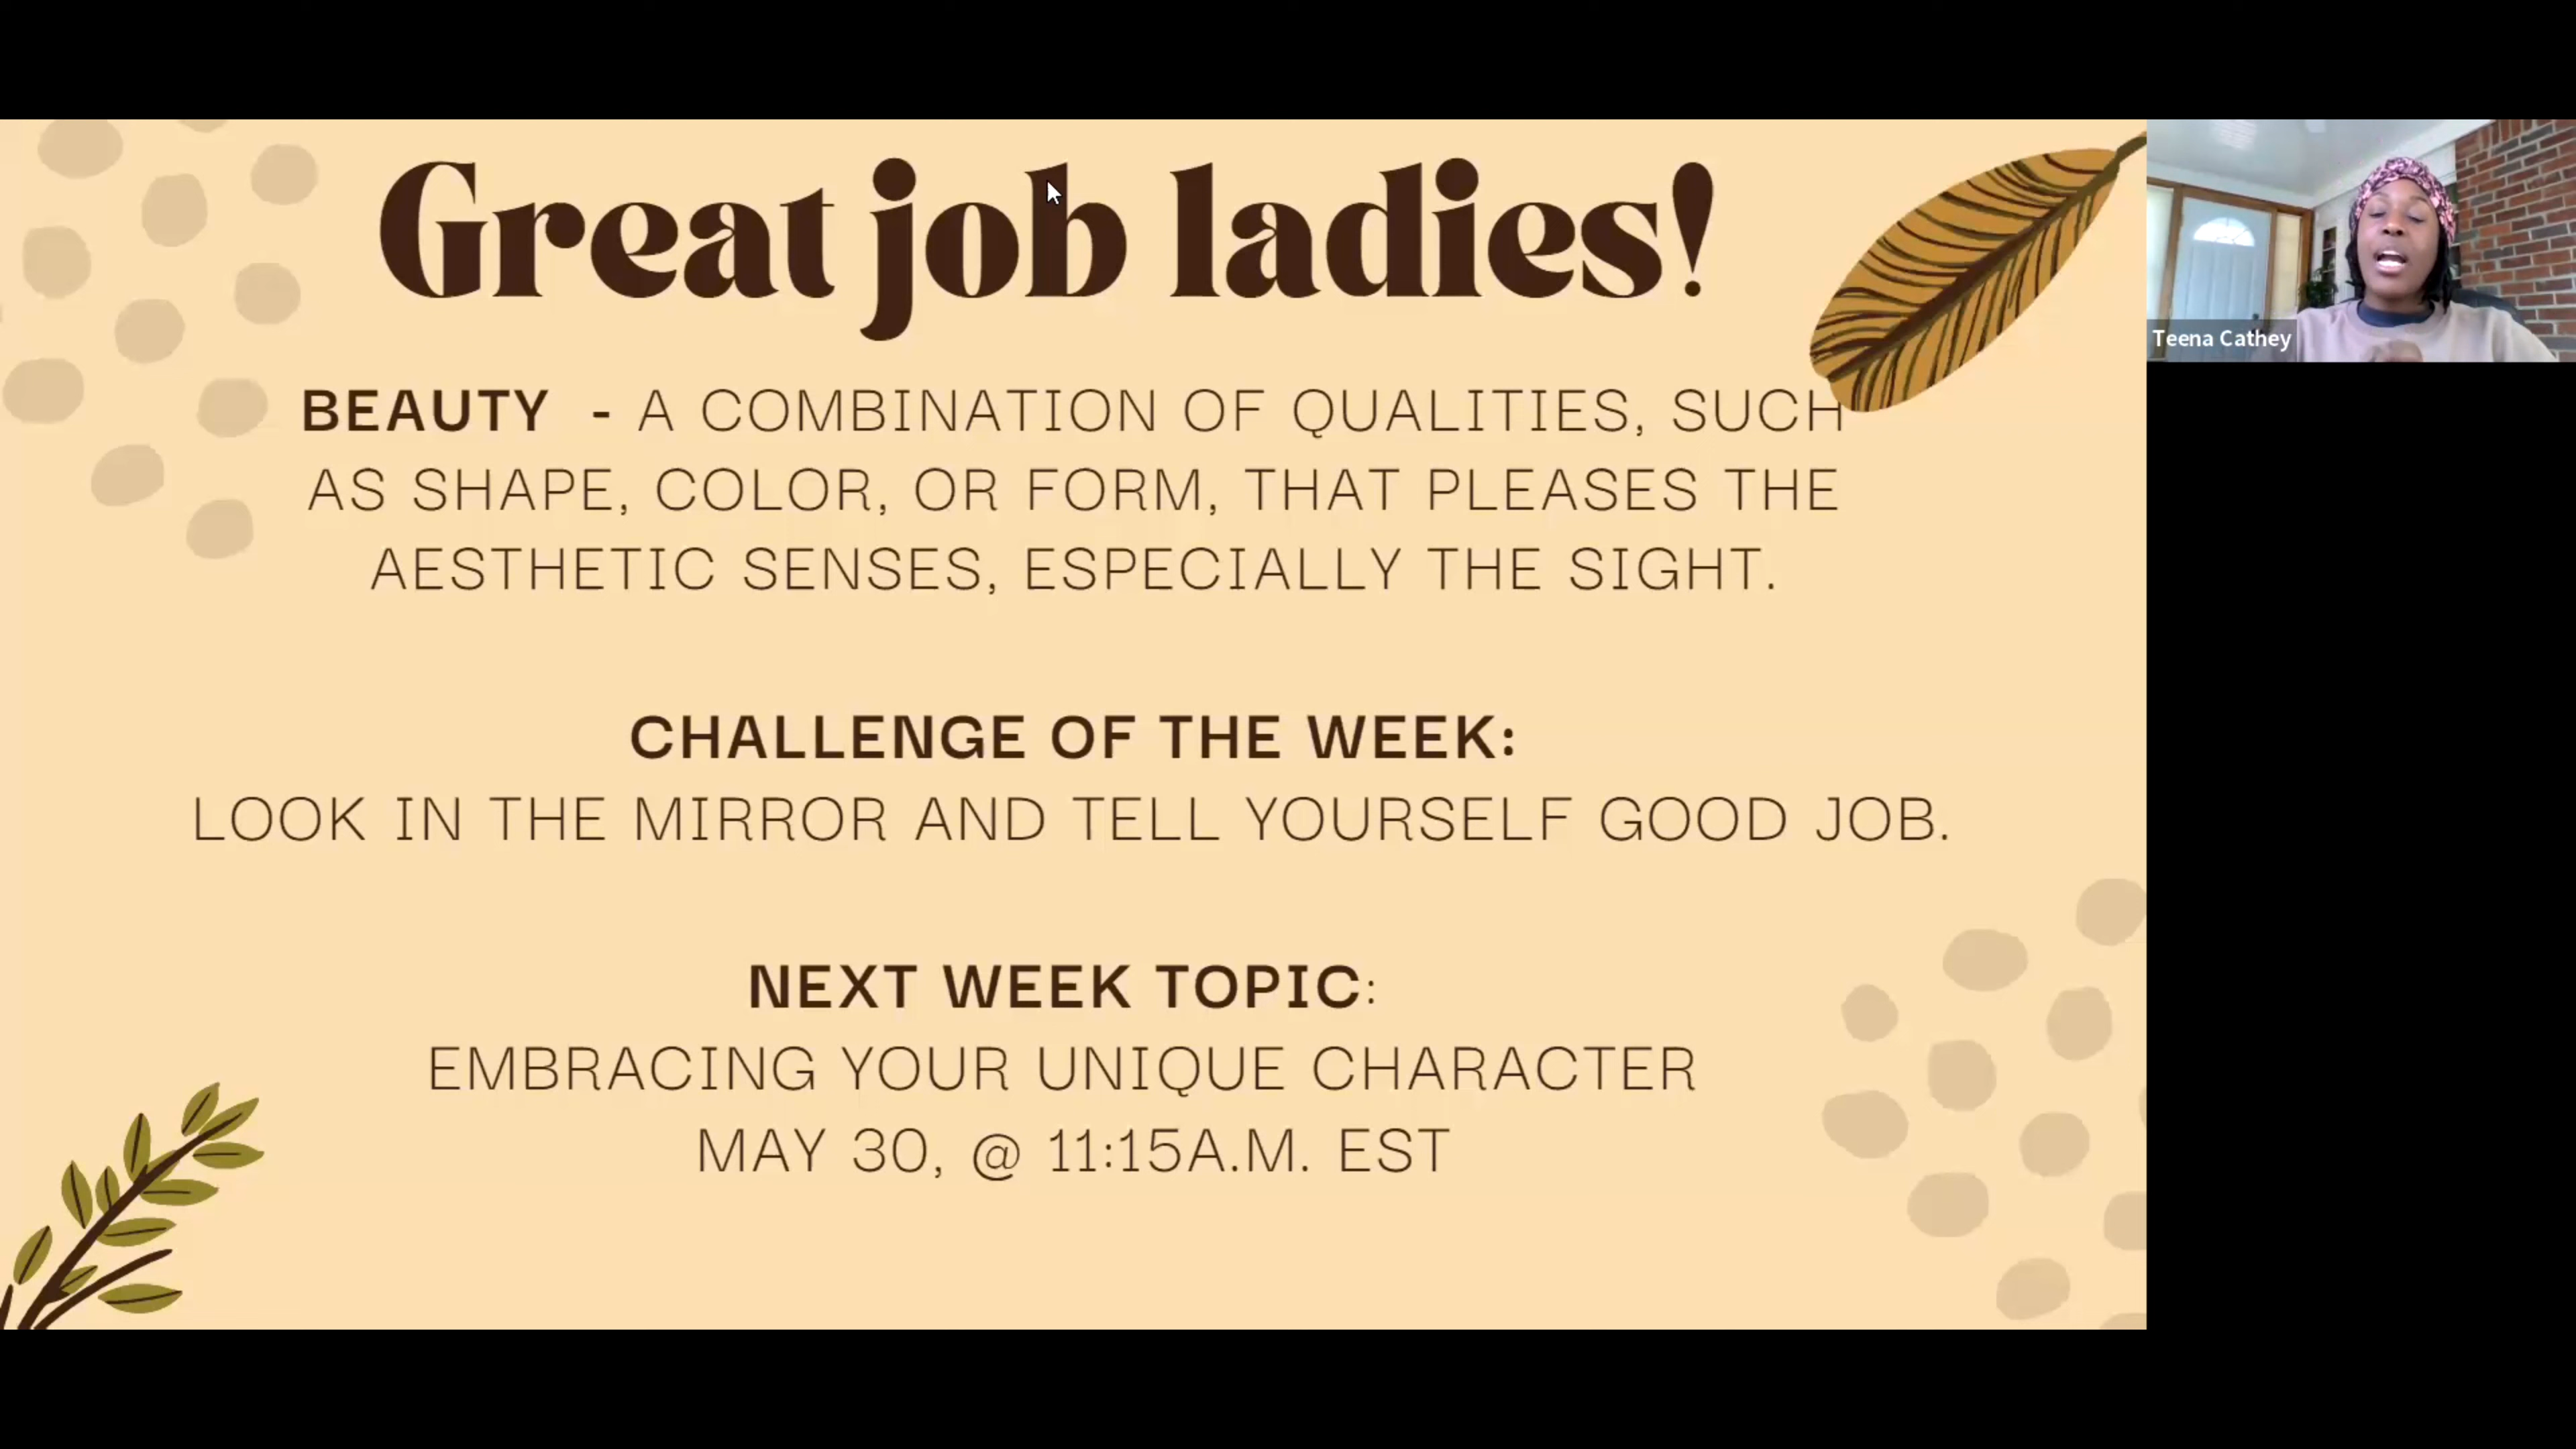 Great job ladies!
BEAUTY - A COMBINATION OF QUALITIES, SUCH
AS SHAPE, COLOR, OR FORM, THAT PLEASES THE
AESTHETIC SENSES, ESPECIALLY THE SIGHT.
CHALLENGE OF THE WEEK:
LOOK IN THE MIRROR AND TELL YOURSELF GOOD JOB.
NEXT WEEK TOPIC:
EMBRACING YOUR UNIQUE CHARACTER
MAY 30, @ 11:15A.M. EST
Teena Cathey